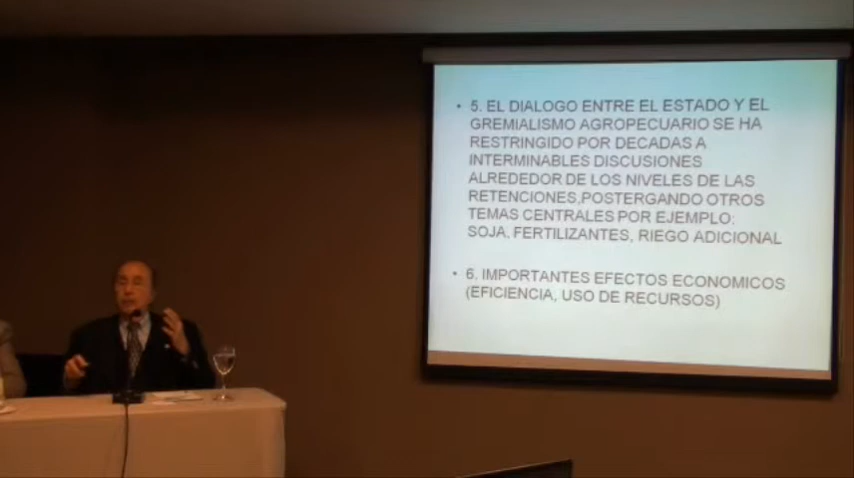 • 5. EL DIALOGO ENTRE EL ESTADO Y EL
GREMIALISMO AGROPECUARIO SE HA
RESTRINGIDO POR DECADAS A
INTERMINABLES DISCUSIONES
ALREDEDOR DE LOS NIVELES DE LAS
RETENCIONES,POSTERGANDO OTROS
TEMAS CENTRALES POR EJEMPLO:
SOJA. FERTILIZANTES, RIEGO ADICIONAL
• 6. IMPORTANTES EFECTOS ECONOMICOS
(EFICIENCIA, USO DE RECURSOS)